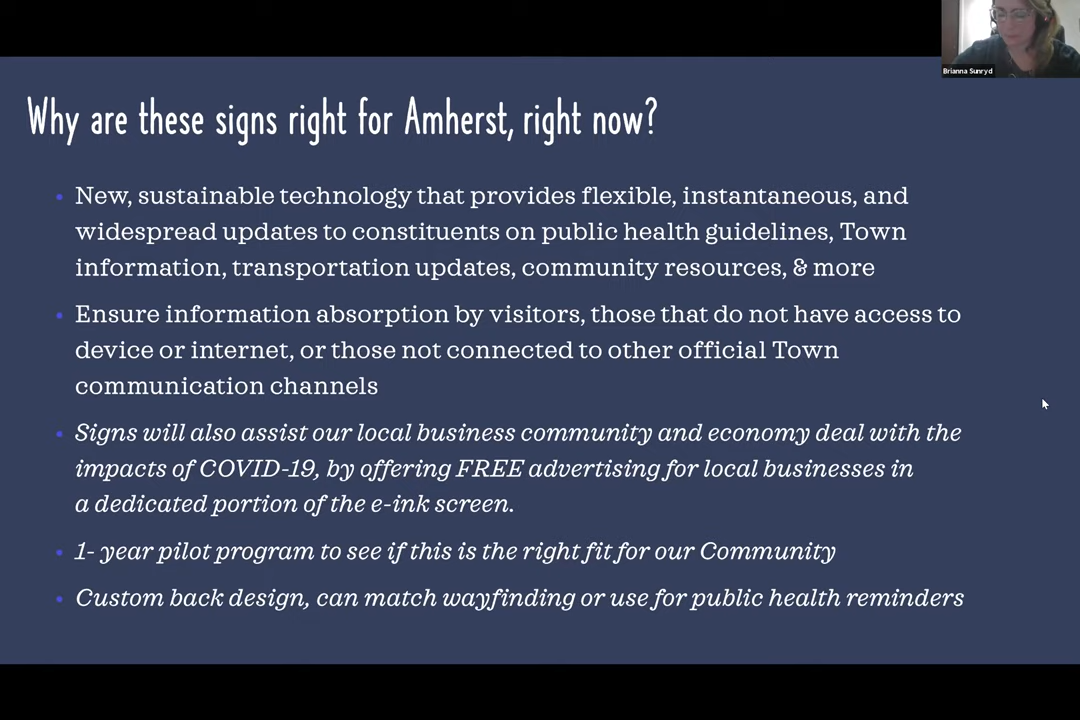 Brianna Sunryd
Why are these signs right for Amherst, right now?
• New, sustainable technology that provides flexible, instantaneous, and
widespread updates to constituents on public health guidelines, Town
information, transportation updates, community resources, & more
• Ensure information absorption by visitors, those that do not have access to
device or internet, or those not connected to other official Town
communication channels
• Signs will also assist our local business community and economy deal with the
impacts of COVID-19, by offering FREE advertising for local businesses in
a dedicated portion of the e-ink screen.
• 1- year pilot program to see if this is the right fit for our Community
• Custom back design, can match wayfinding or use for public health reminders